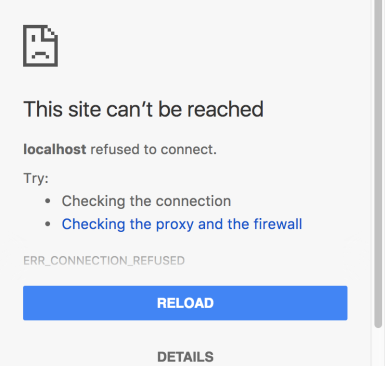 This site can’t be reached
localhost refused to connect.
Try:
• Checking the connection
• Checking the proxy and the firewall
ERR_CONNECTION_REFUSED
RELOAD
DETAILS